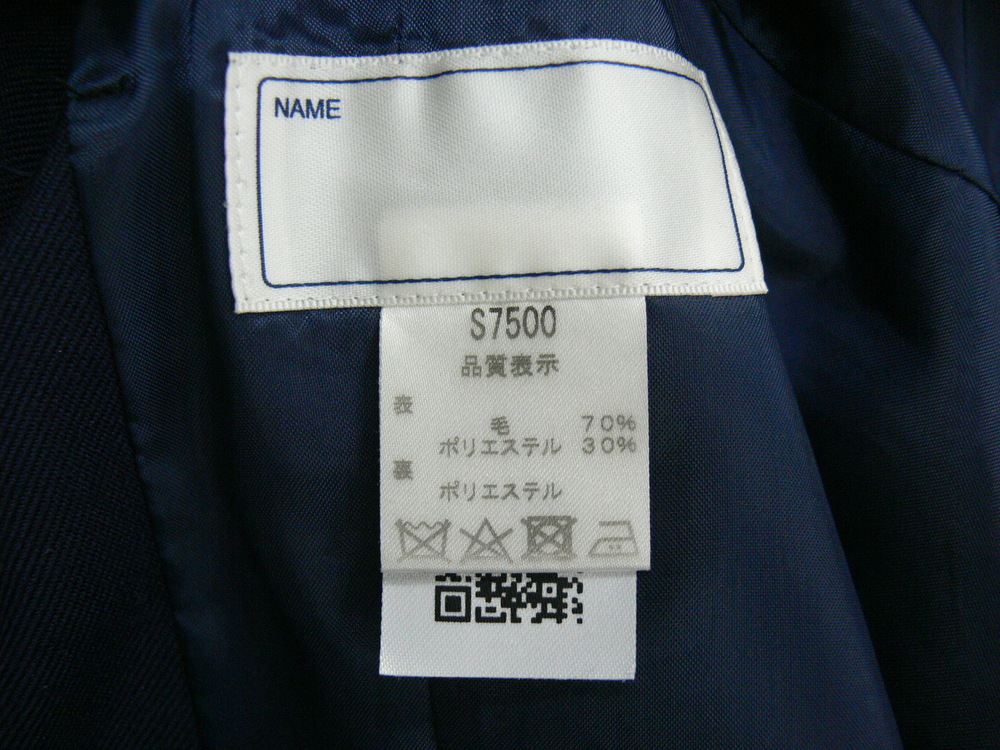 NAME
S7500
品質表示
表
毛 70%
ポリエステル 30%
裏
ポリエステル